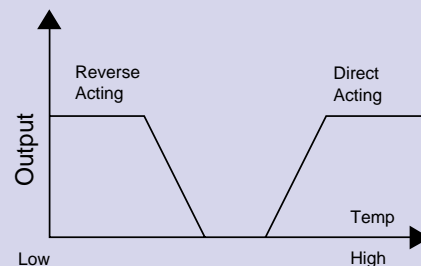 Reverse
Acting
Direct
Acting
Output
Temp
Low
High